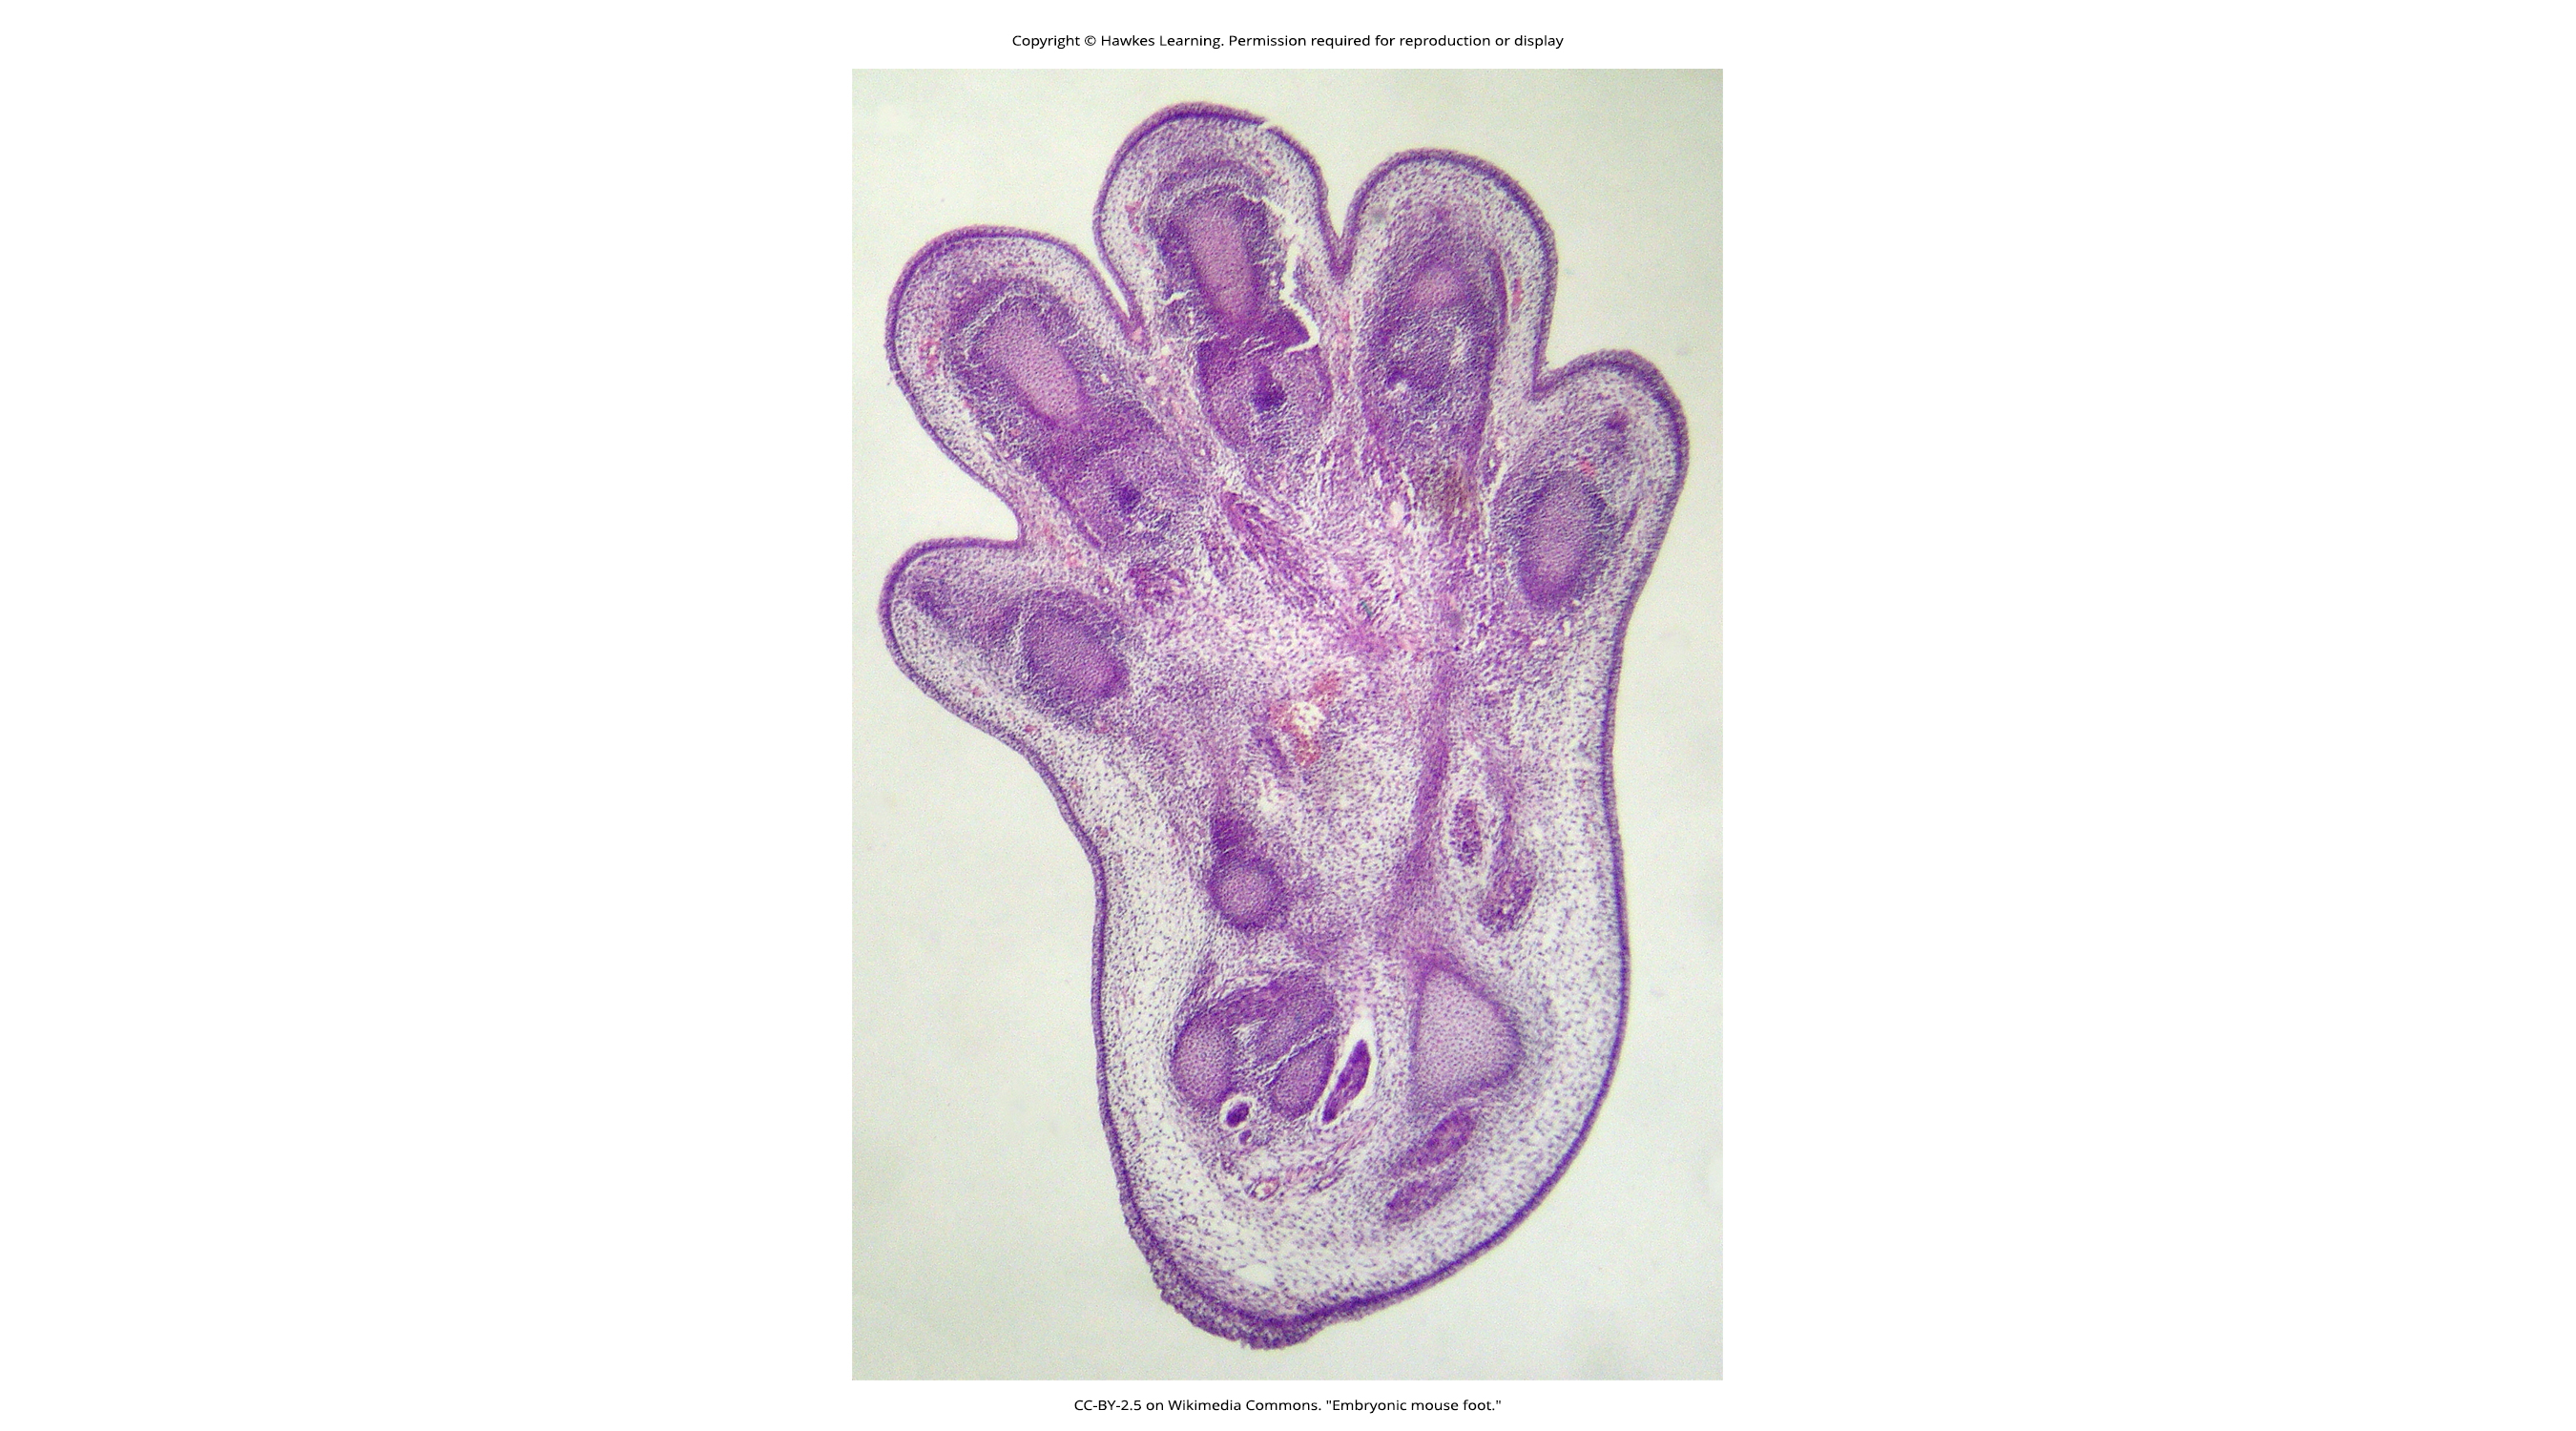 Copyright © Hawkes Learning. Permission required for reproduction or display
CC-BY-2.5 on Wikimedia Commons. "Embryonic mouse foot."